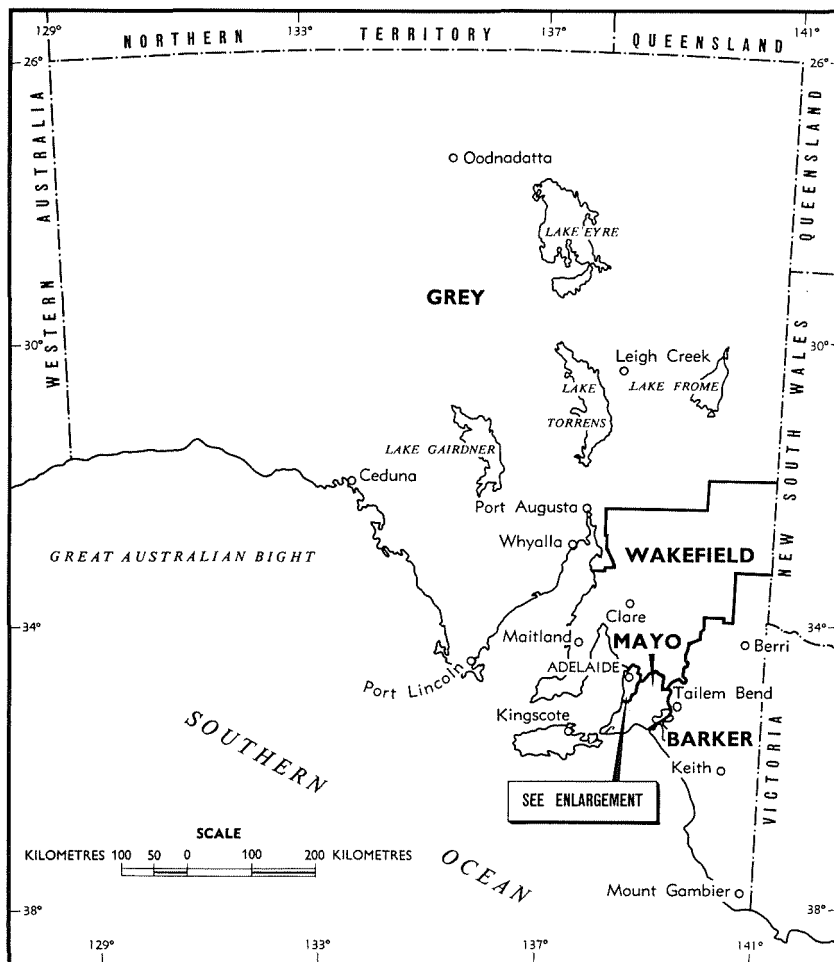 129°
133°
137°
141°
NORTHERN TERRITORY
QUEENSLAND
26°
26°
WESTERN AUSTRALIA
QUEENSLAND
Oodnadatta
LAKE EYRE
GREY
30°
30°
Leigh Creek
LAKE FROME
LAKE
TORRENS
LAKE GAIRDNER
NEW SOUTH WALES
Ceduna
Port Augusta
Whyalla
WAKEFIELD
GREAT AUSTRALIAN BIGHT
34°
34°
Clare
Maitland
MAYO
Berri
ADELAIDE
Port Lincoln
Tailem Bend
Kingscote
BARKER
Keith
VICTORIA
SOUTHERN
SEE ENLARGEMENT
SCALE
KILOMETRES 100 50 0 100 200 KILOMETRES
OCEAN
Mount Gambier
38°
38°
129°
133°
137°
141°